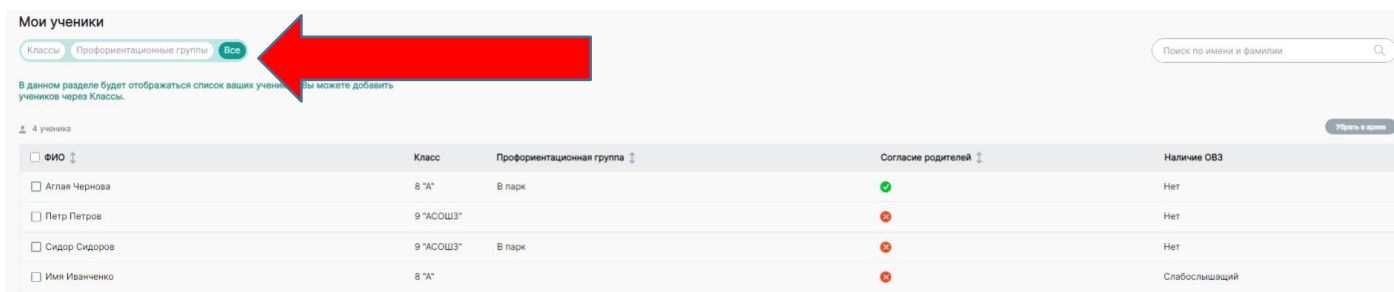 Мои ученики
Классы Профориентационные группы Все
Поиск по имени и фамилии
В данном разделе будет отображаться список ваших учени Вы можете добавить
учеников через Классы.
4 ученика
Убрать в архив
ФИО Класс Профориентационная группа Согласие родителей Наличие ОВЗ
Аглая Чернова 8 "А" В парк Нет
Петр Петров 9 "АСОШ3" Нет
Сидор Сидоров 9 "АСОШ3" В парк Нет
Имя Иванченко 8 "А" Слабослышащий